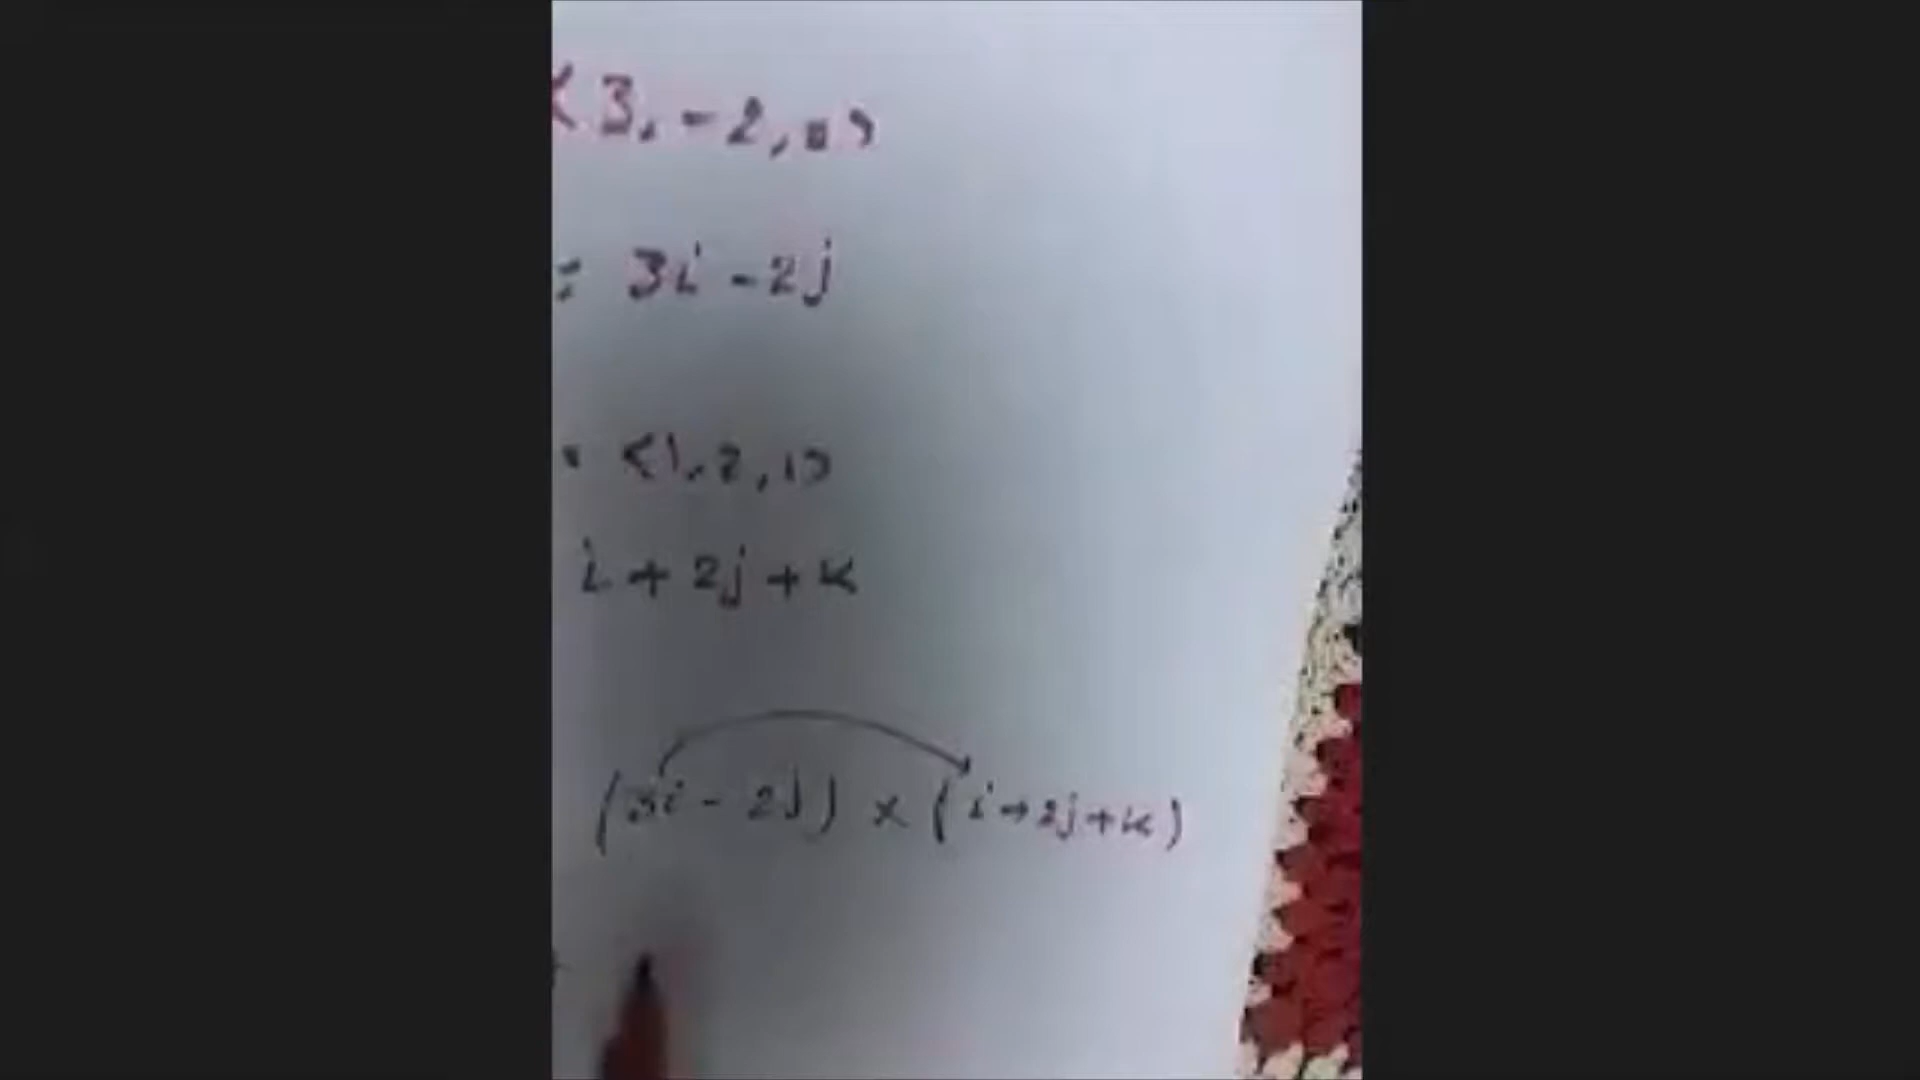 <3, -2, 0>
= 3i - 2j
= <1, 2, 1>
i + 2j + k
(3i - 2j) × (i + 2j + k)